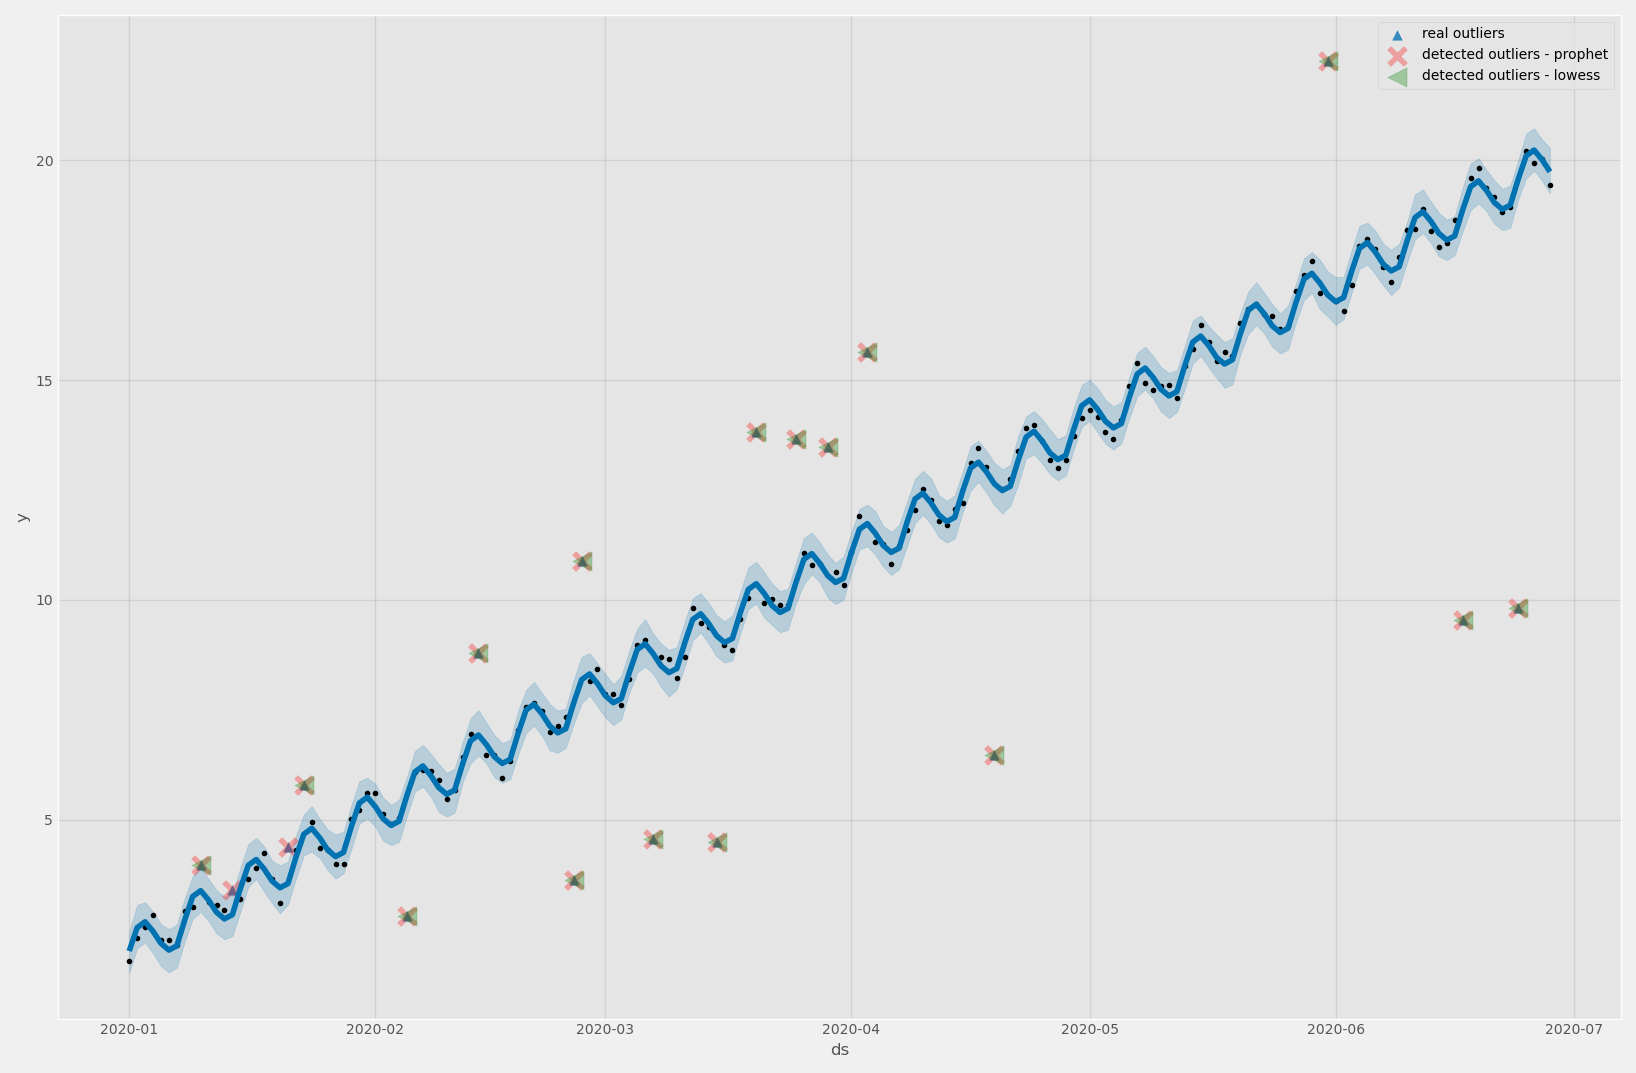 real outliers
detected outliers - prophet
detected outliers - lowess
20
15
10
5
y
2020-01
2020-02
2020-03
2020-04
2020-05
2020-06
2020-07
ds